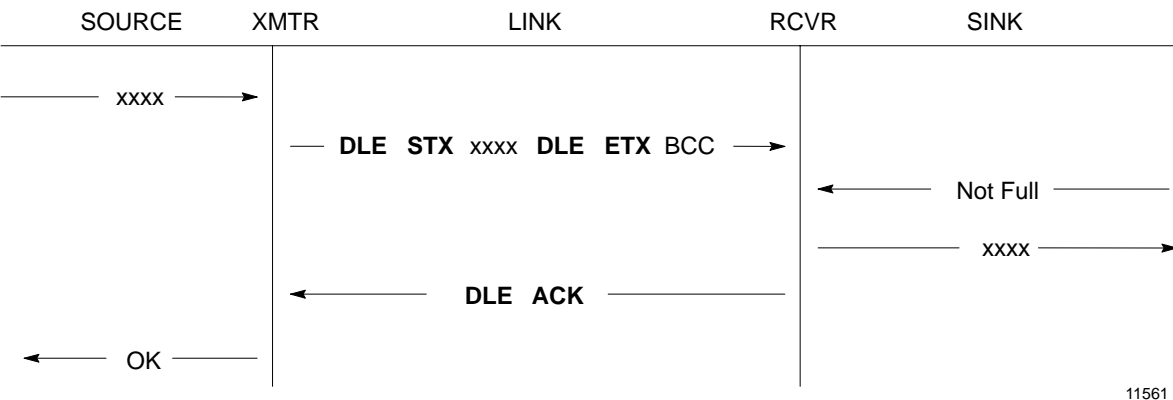 SOURCE XMTR LINK RCVR SINK
xxxx
DLE STX xxxx DLE ETX BCC
Not Full
xxxx
DLE ACK
OK
11561